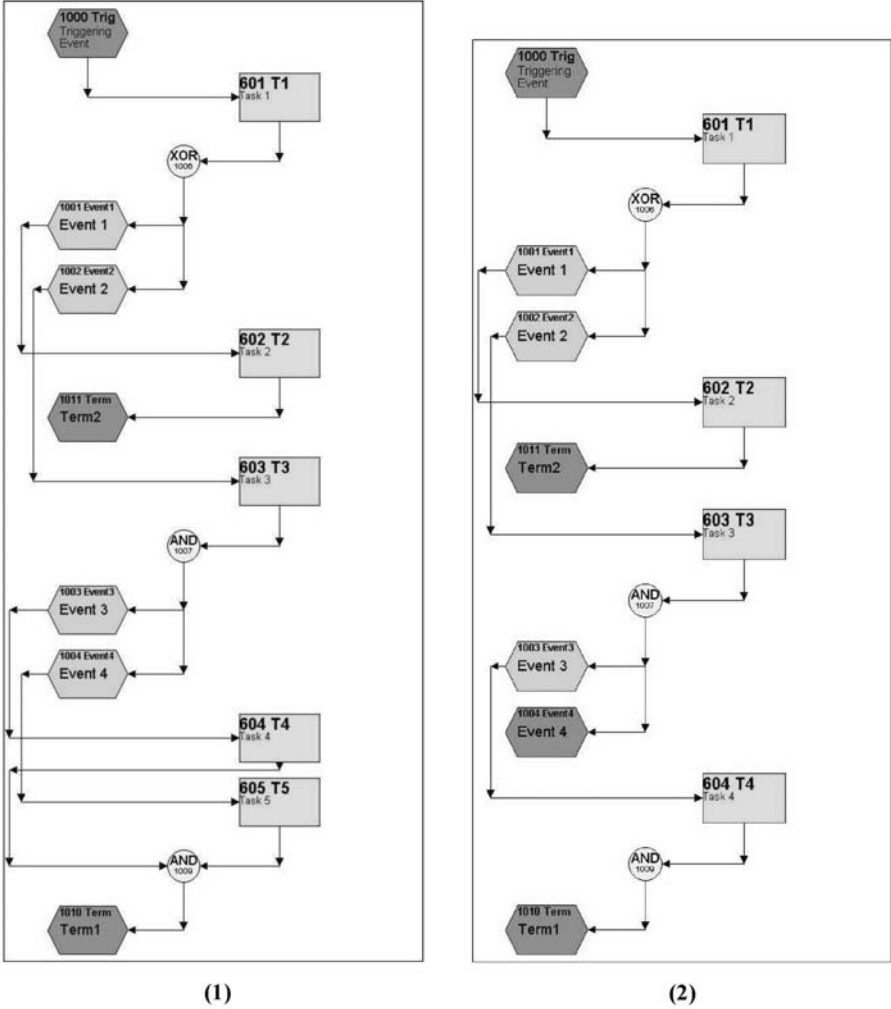 1000 Trig
Triggering
Event
601 T1
Task 1
XOR
1006
1001 Event1
Event 1
1002 Event2
Event 2
602 T2
Task 2
1011 Term
Term2
603 T3
Task 3
AND
1007
1003 Event3
Event 3
1004 Event4
Event 4
604 T4
Task 4
605 T5
Task 5
AND
1009
1010 Term
Term1
(1)
1000 Trig
Triggering
Event
601 T1
Task 1
XOR
1006
1001 Event1
Event 1
1002 Event2
Event 2
602 T2
Task 2
1011 Term
Term2
603 T3
Task 3
AND
1007
1003 Event3
Event 3
1004 Event4
Event 4
604 T4
Task 4
AND
1009
1010 Term
Term1
(2)